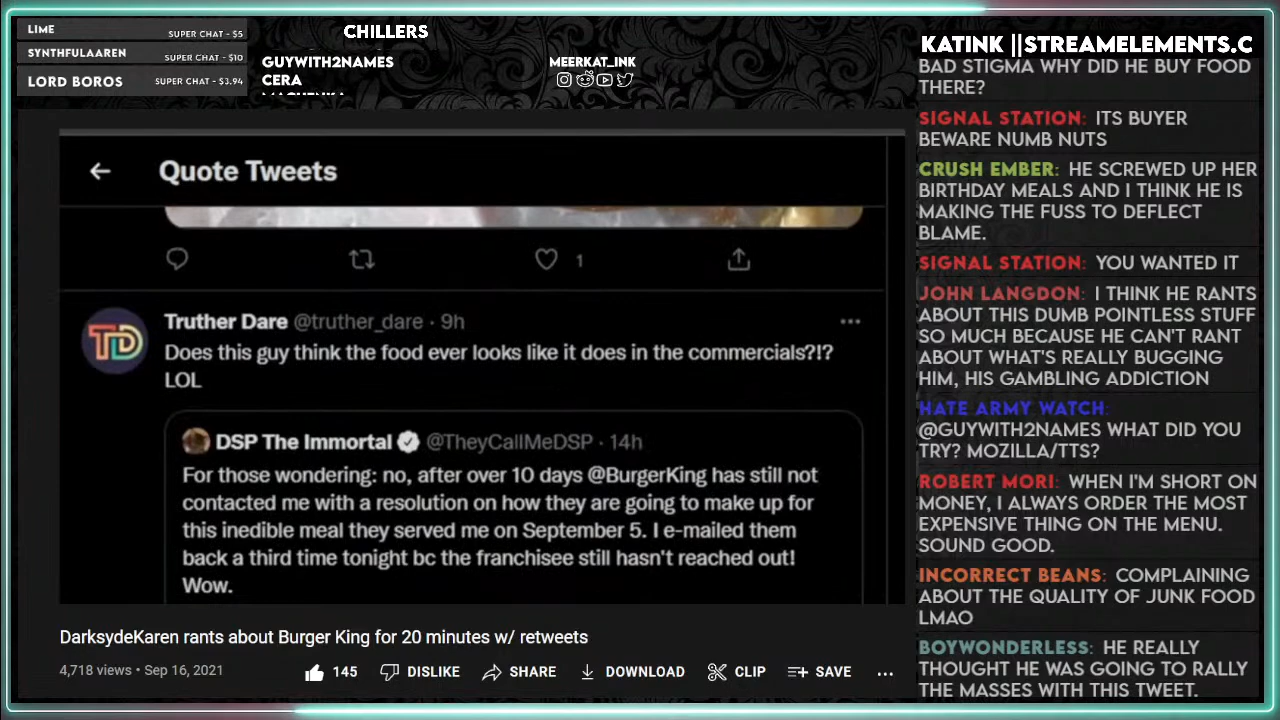 LIME SUPER CHAT - $5
SYNTHFULAAREN SUPER CHAT - $10
LORD BOROS SUPER CHAT - $3.94
CHILLERS
GUYWITH2NAMES
CERA
MEERKAT_INK
Quote Tweets
1
TD
Truther Dare @truther_dare · 9h
Does this guy think the food ever looks like it does in the commercials?!?
LOL
DSP The Immortal @TheyCallMeDSP · 14h
For those wondering: no, after over 10 days @BurgerKing has still not
contacted me with a resolution on how they are going to make up for
this inedible meal they served me on September 5. I e-mailed them
back a third time tonight bc the franchisee still hasn't reached out!
Wow.
DarksydeKaren rants about Burger King for 20 minutes w/ retweets
4,718 views • Sep 16, 2021
145 DISLIKE SHARE DOWNLOAD CLIP SAVE
KATINK ||STREAMELEMENTS.C
BAD STIGMA WHY DID HE BUY FOOD
THERE?
SIGNAL STATION: ITS BUYER
BEWARE NUMB NUTS
CRUSH EMBER: HE SCREWED UP HER
BIRTHDAY MEALS AND I THINK HE IS
MAKING THE FUSS TO DEFLECT
BLAME.
SIGNAL STATION: YOU WANTED IT
JOHN LANGDON: I THINK HE RANTS
ABOUT THIS DUMB POINTLESS STUFF
SO MUCH BECAUSE HE CAN'T RANT
ABOUT WHAT'S REALLY BUGGING
HIM, HIS GAMBLING ADDICTION
HATE ARMY WATCH:
@GUYWITH2NAMES WHAT DID YOU
TRY? MOZILLA/TTS?
ROBERT MORI: WHEN I'M SHORT ON
MONEY, I ALWAYS ORDER THE MOST
EXPENSIVE THING ON THE MENU.
SOUND GOOD.
INCORRECT BEANS: COMPLAINING
ABOUT THE QUALITY OF JUNK FOOD
LMAO
BOYWONDERLESS: HE REALLY
THOUGHT HE WAS GOING TO RALLY
THE MASSES WITH THIS TWEET.